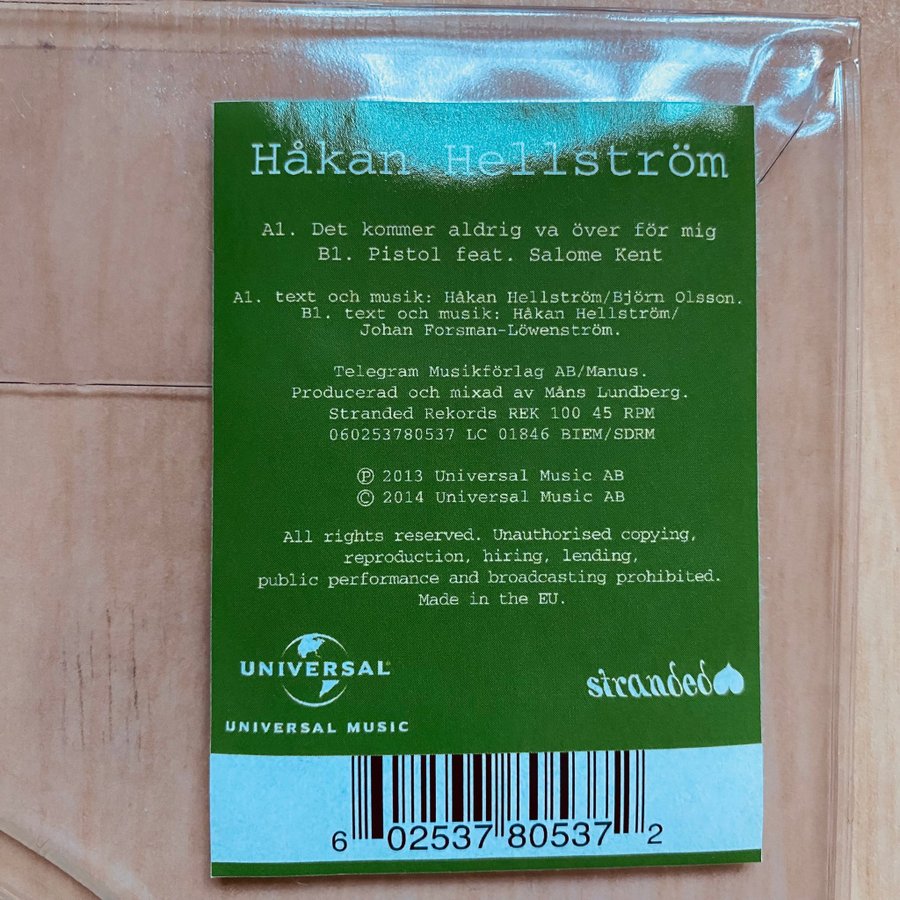 Håkan Hellström
A1. Det kommer aldrig va över för mig
B1. Pistol feat. Salome Kent
A1. text och musik: Håkan Hellström/Björn Olsson.
B1. text och musik: Håkan Hellström/
Johan Forsman-Löwenström.
Telegram Musikförlag AB/Manus.
Producerad och mixad av Måns Lundberg.
Stranded Rekords REK 100 45 RPM
060253780537 LC 01846 BIEM/SDRM
℗ 2013 Universal Music AB
© 2014 Universal Music AB
All rights reserved. Unauthorised copying,
reproduction, hiring, lending,
public performance and broadcasting prohibited.
Made in the EU.
UNIVERSAL
UNIVERSAL MUSIC
stranded
6 02537 80537 2